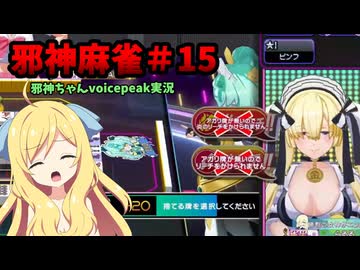 邪神麻雀＃15
邪神ちゃんvoicepeak実況
★1
ピンフ
アガリ牌が無いので
炎のリーチをかけられません
アガリ牌が無いので
リーチをかけられません
20
捨てる牌を選択してください